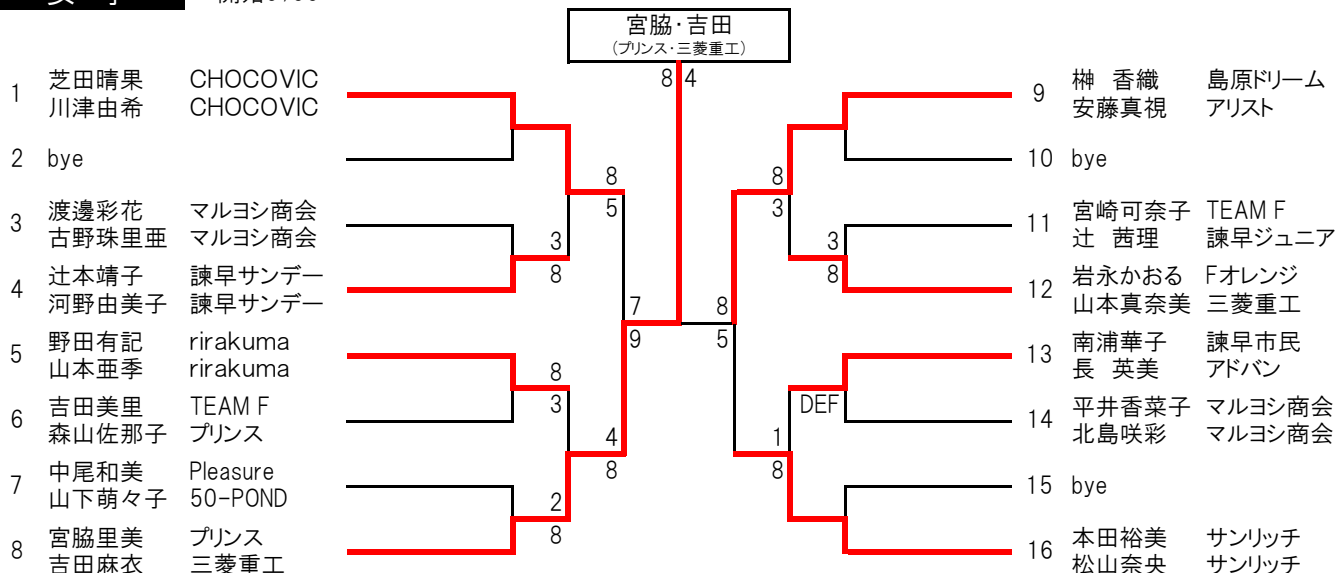 宮脇・吉田
(プリンス・三菱重工)
8 4
1 芝田晴果 CHOCOVIC
川津由希 CHOCOVIC
2 bye
8
5
3 渡邊彩花 マルヨシ商会
古野珠里亜 マルヨシ商会
3
8
4 辻本靖子 諫早サンデー
河野由美子 諫早サンデー
7
9
5 野田有記 rirakuma
山本亜季 rirakuma
8
3
6 吉田美里 TEAM F
森山佐那子 プリンス
4
8
7 中尾和美 Pleasure
山下萌々子 50-POND
2
8
8 宮脇里美 プリンス
吉田麻衣 三菱重工
9 榊 香織 島原ドリーム
安藤真視 アリスト
10 bye
8
3
11 宮崎可奈子 TEAM F
辻 茜理 諫早ジュニア
3
8
12 岩永かおる Fオレンジ
山本真奈美 三菱重工
8
5
13 南浦華子 諫早市民
長 英美 アドバン
DEF
14 平井香菜子 マルヨシ商会
北島咲彩 マルヨシ商会
1
8
15 bye
16 本田裕美 サンリッチ
松山奈央 サンリッチ